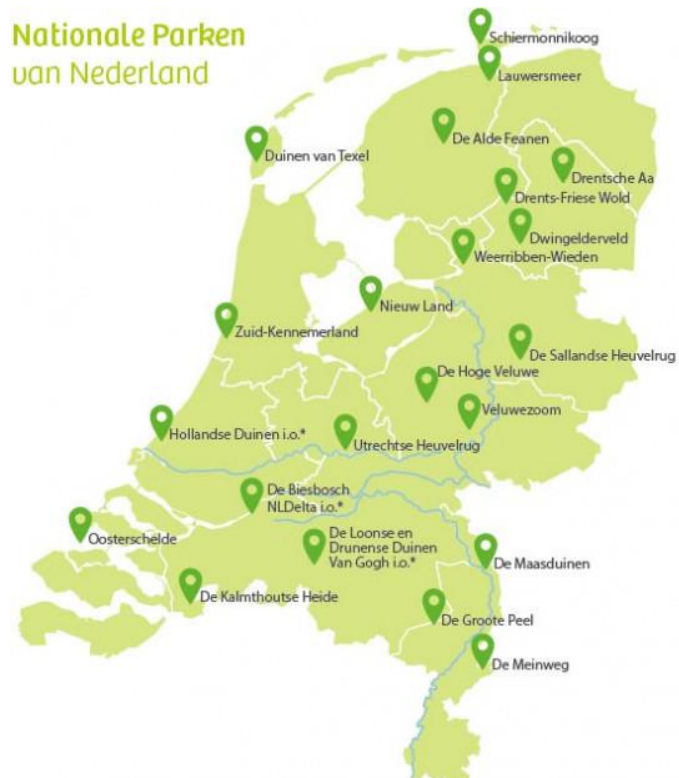 Nationale Parken
van Nederland
Schiermonnikoog
Lauwersmeer
De Alde Feanen
Duinen van Texel
Drentsche Aa
Drents-Friese Wold
Dwingelderveld
Weerribben-Wieden
Nieuw Land
Zuid-Kennemerland
De Sallandse Heuvelrug
De Hoge Veluwe
Veluwezoom
Hollandse Duinen i.o.*
Utrechtse Heuvelrug
De Biesbosch
NLDelta i.o.*
Oosterschelde
De Loonse en
Drunense Duinen
Van Gogh i.o.*
De Maasduinen
De Kalmthoutse Heide
De Groote Peel
De Meinweg